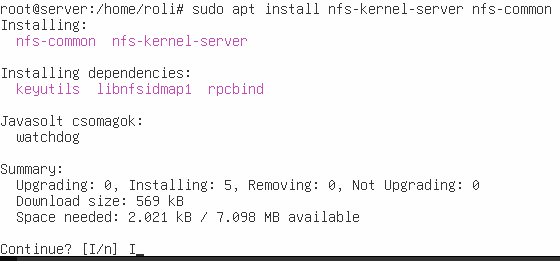 root@server:/home/roli# sudo apt install nfs-kernel-server nfs-common
Installing:
nfs-common nfs-kernel-server
Installing dependencies:
keyutils libnfsidmap1 rpcbind
Javasolt csomagok:
watchdog
Summary:
Upgrading: 0, Installing: 5, Removing: 0, Not Upgrading: 0
Download size: 569 kB
Space needed: 2.021 kB / 7.098 MB available
Continue? [I/n] I_